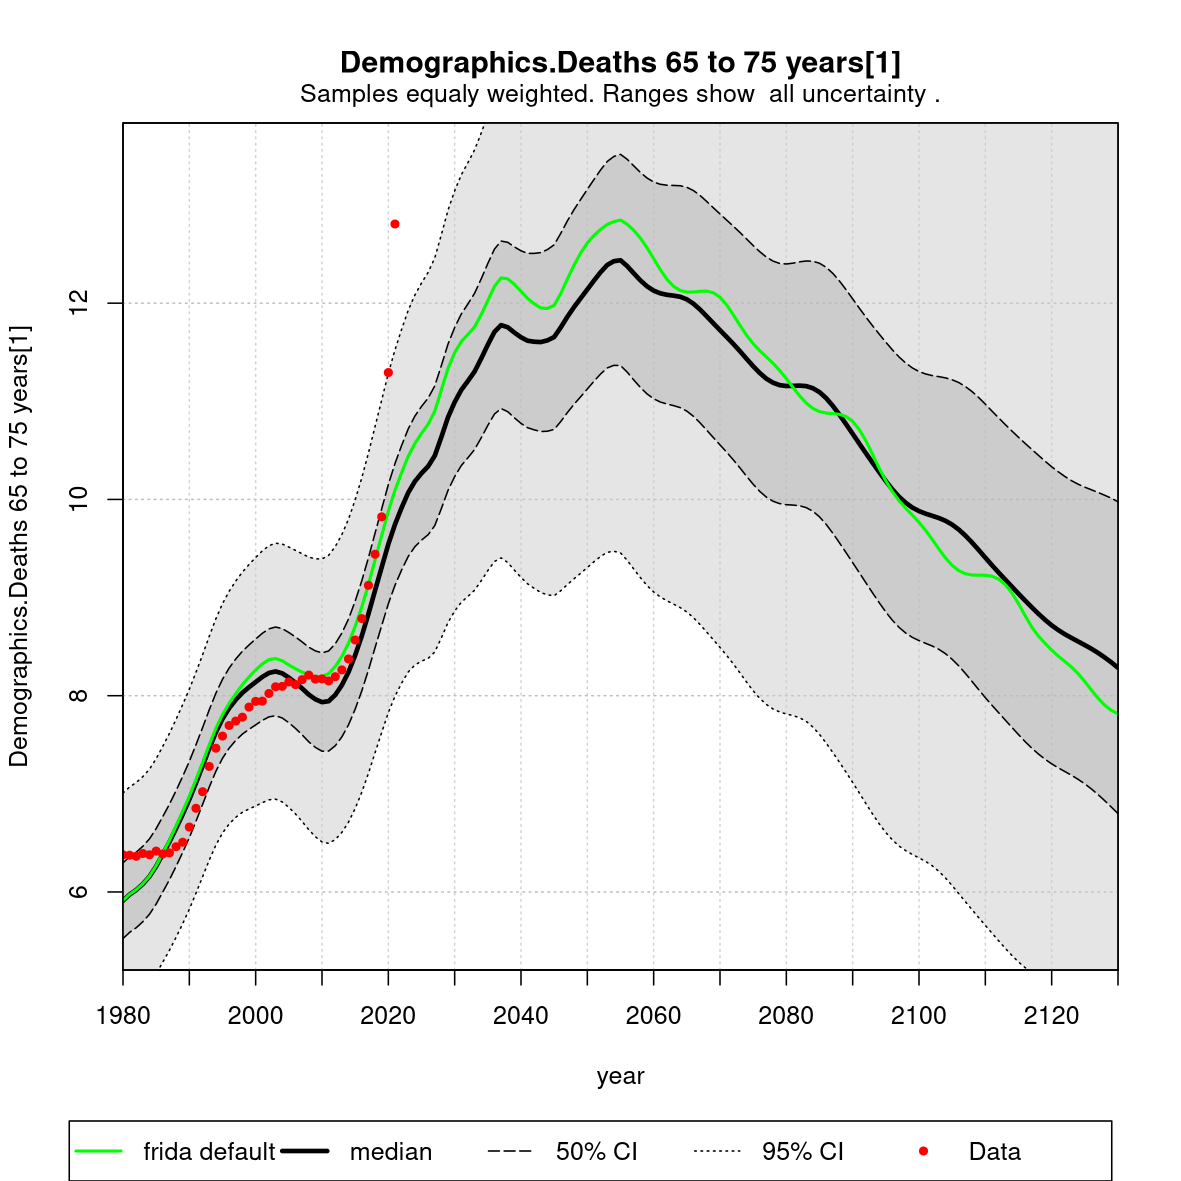 Demographics.Deaths 65 to 75 years[1]
Samples equaly weighted. Ranges show  all uncertainty .
Demographics.Deaths 65 to 75 years[1]
12
10
8
6
1980 2000 2020 2040 2060 2080 2100 2120
year
frida default median 50% CI 95% CI Data